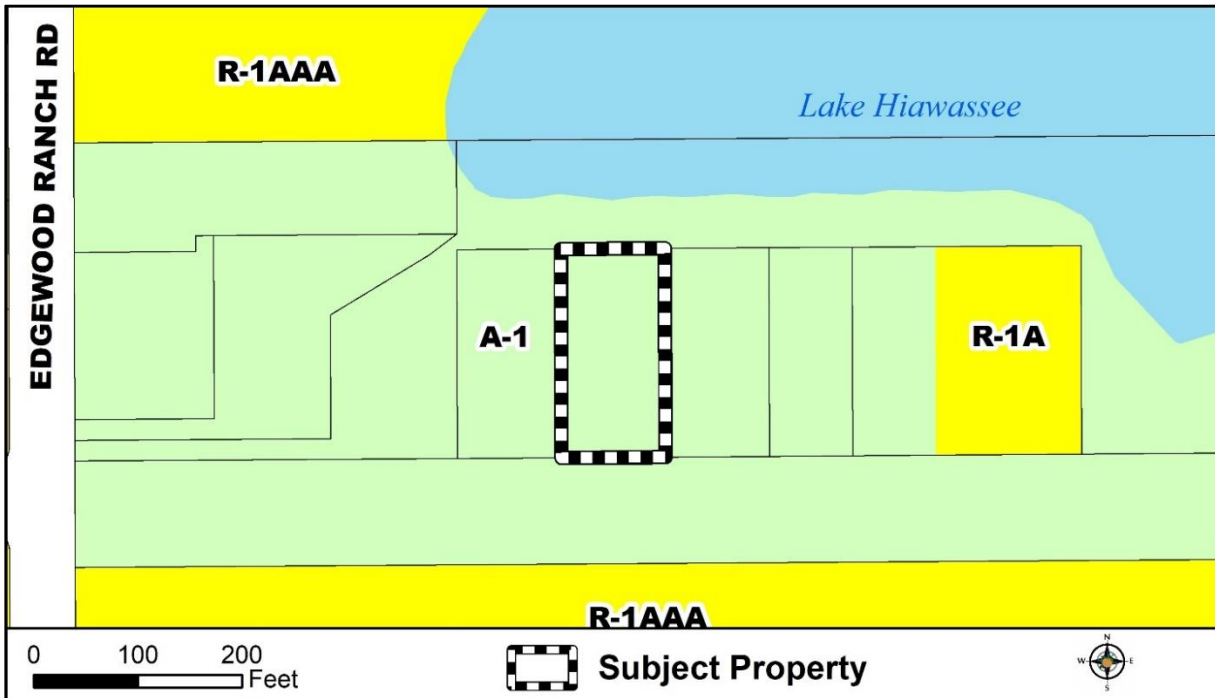 R-1AAA
Lake Hiawassee
EDGEWOOD RANCH RD
A-1
R-1A
R-1AAA
0 100 200
Feet
Subject Property
N
W E
S